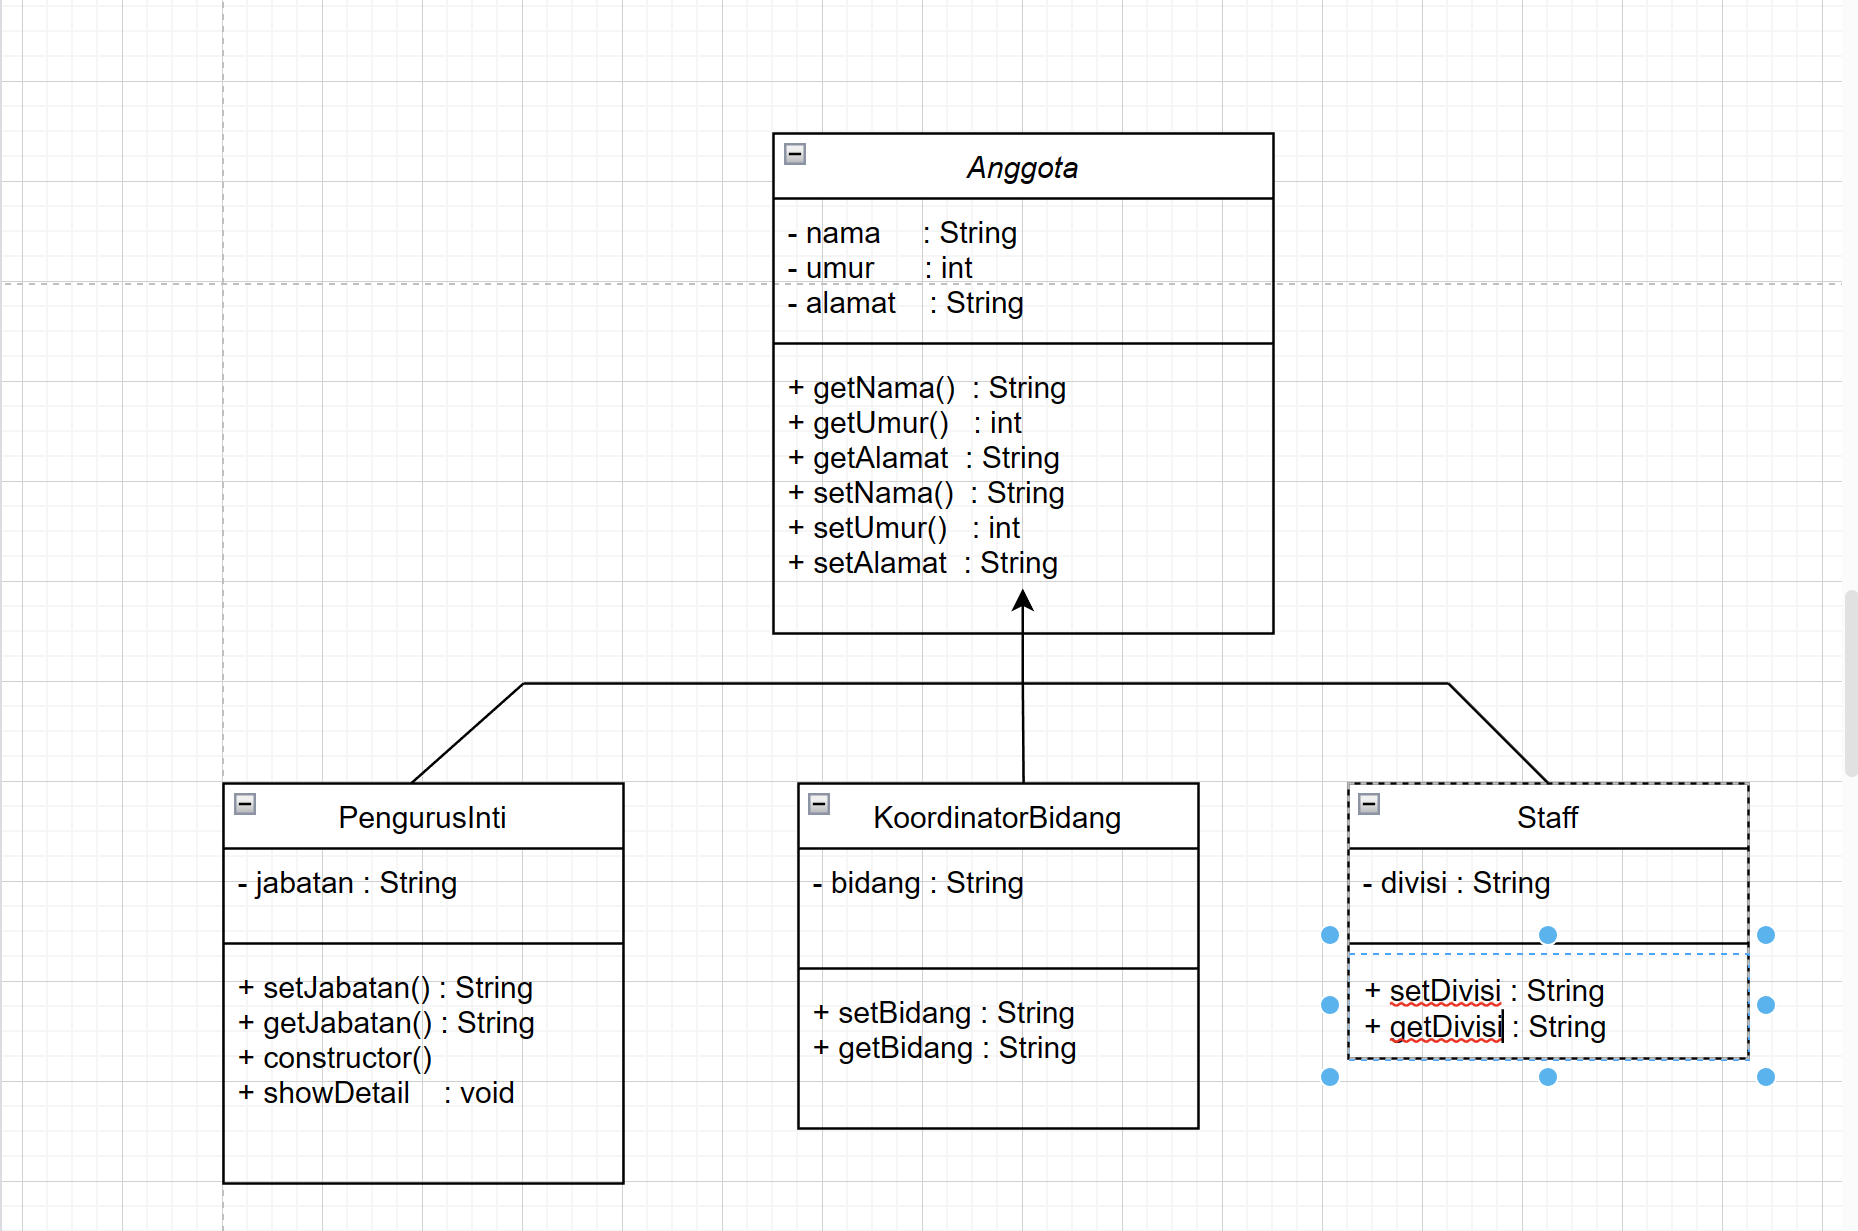 Anggota
- nama : String
- umur : int
- alamat : String
+ getNama() : String
+ getUmur() : int
+ getAlamat : String
+ setNama() : String
+ setUmur() : int
+ setAlamat : String
PengurusInti
- jabatan : String
+ setJabatan() : String
+ getJabatan() : String
+ constructor()
+ showDetail : void
KoordinatorBidang
- bidang : String
+ setBidang : String
+ getBidang : String
Staff
- divisi : String
+ setDivisi : String
+ getDivisi : String